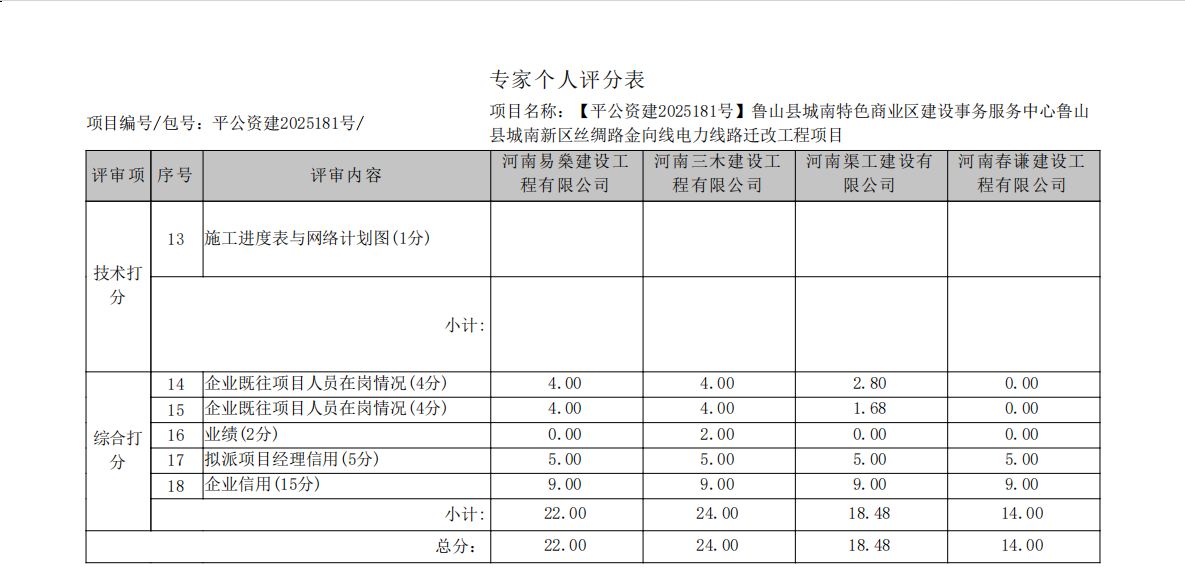 专家个人评分表
项目编号/包号：平公资建2025181号/
项目名称：【平公资建2025181号】鲁山县城南特色商业区建设事务服务中心鲁山
县城南新区丝绸路金向线电力线路迁改工程项目
评审项 序号 评审内容 河南易燊建设工程有限公司 河南三木建设工程有限公司 河南渠工建设有限公司 河南春谦建设工程有限公司
技术打分
13 施工进度表与网络计划图(1分)
小计:
综合打分
14 企业既往项目人员在岗情况(4分) 4.00 4.00 2.80 0.00
15 企业既往项目人员在岗情况(4分) 4.00 4.00 1.68 0.00
16 业绩(2分) 0.00 2.00 0.00 0.00
17 拟派项目经理信用(5分) 5.00 5.00 5.00 5.00
18 企业信用(15分) 9.00 9.00 9.00 9.00
小计: 22.00 24.00 18.48 14.00
总分： 22.00 24.00 18.48 14.00